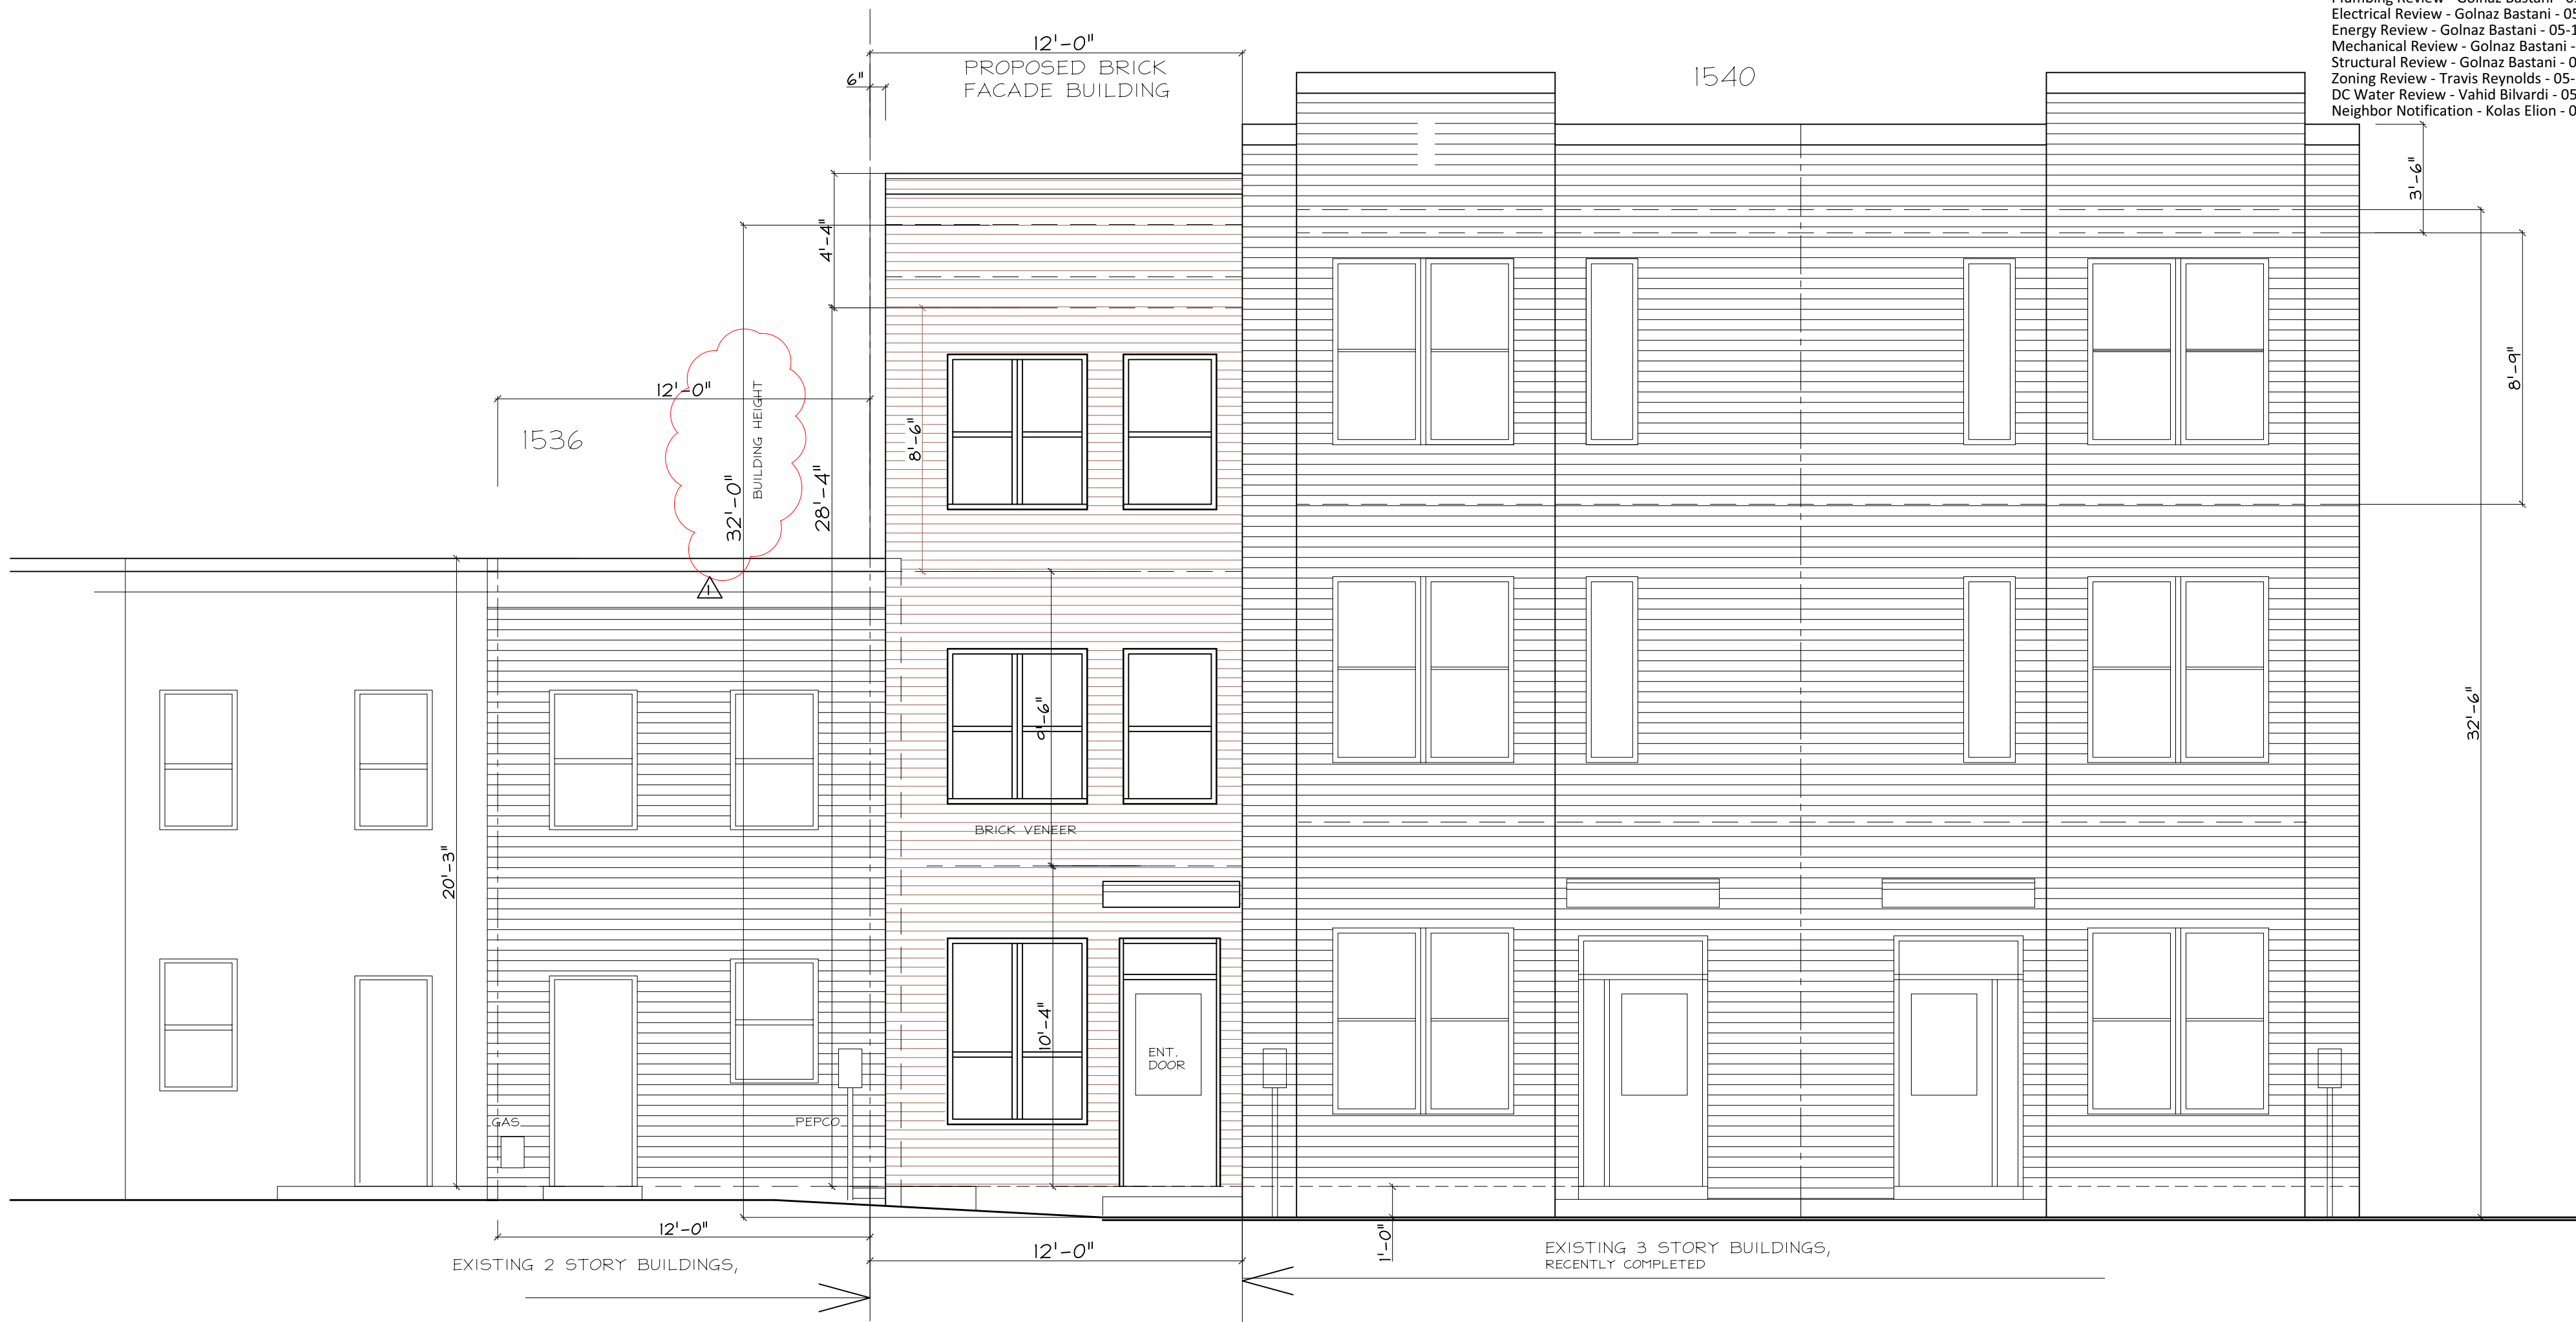 Electrical Review - Golnaz Bastani - 05
Energy Review - Golnaz Bastani - 05-1
Mechanical Review - Golnaz Bastani -
Structural Review - Golnaz Bastani - 0
Zoning Review - Travis Reynolds - 05-
DC Water Review - Vahid Bilvardi - 05
Neighbor Notification - Kolas Elion - 0
12'-0"
6"
PROPOSED BRICK
FACADE BUILDING
1540
3'-6"
4'-4"
8'-9"
12'-0"
1536
BUILDING HEIGHT
32'-0"
28'-4"
8'-6"
1
9'-6"
32'-6"
BRICK VENEER
20'-3"
10'-4"
ENT.
DOOR
GAS
PEPCO
12'-0"
12'-0"
1'-0"
EXISTING 2 STORY BUILDINGS,
EXISTING 3 STORY BUILDINGS,
RECENTLY COMPLETED